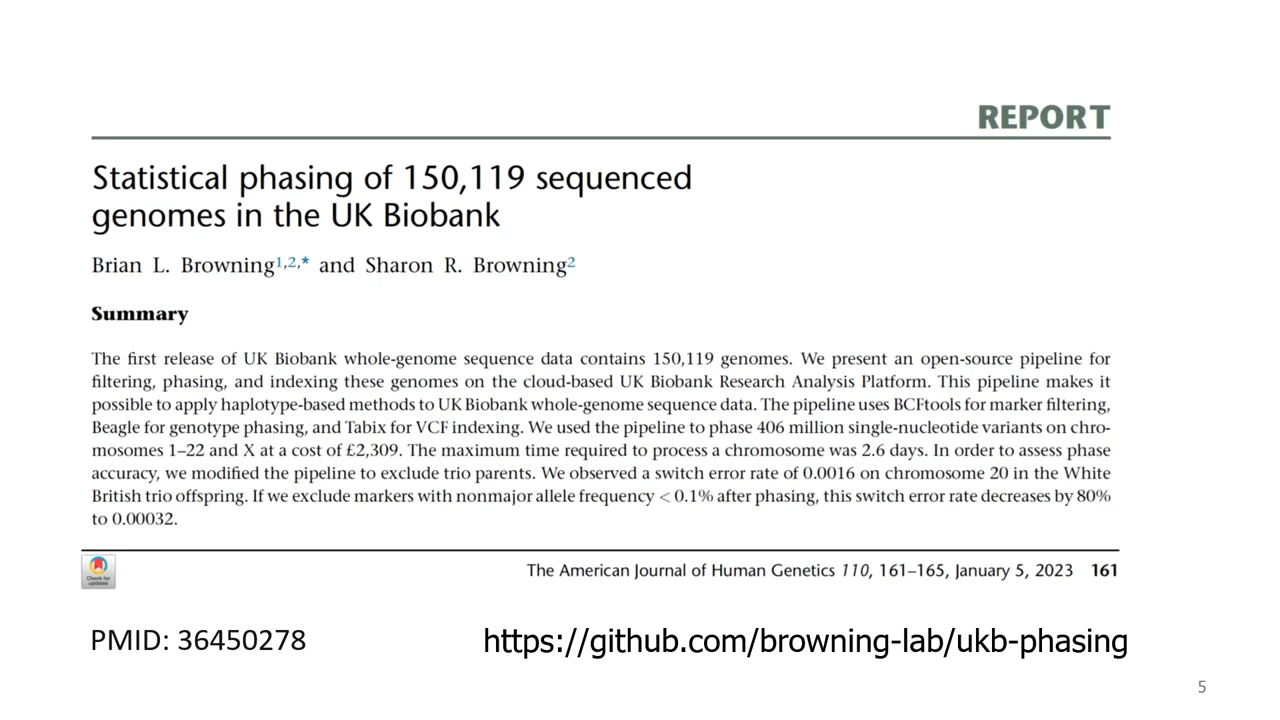 REPORT
Statistical phasing of 150,119 sequenced
genomes in the UK Biobank
Brian L. Browning1,2,* and Sharon R. Browning2
Summary
The first release of UK Biobank whole-genome sequence data contains 150,119 genomes. We present an open-source pipeline for
filtering, phasing, and indexing these genomes on the cloud-based UK Biobank Research Analysis Platform. This pipeline makes it
possible to apply haplotype-based methods to UK Biobank whole-genome sequence data. The pipeline uses BCFtools for marker filtering,
Beagle for genotype phasing, and Tabix for VCF indexing. We used the pipeline to phase 406 million single-nucleotide variants on chro-
mosomes 1–22 and X at a cost of £2,309. The maximum time required to process a chromosome was 2.6 days. In order to assess phase
accuracy, we modified the pipeline to exclude trio parents. We observed a switch error rate of 0.0016 on chromosome 20 in the White
British trio offspring. If we exclude markers with nonmajor allele frequency < 0.1% after phasing, this switch error rate decreases by 80%
to 0.00032.
Check for
updates
The American Journal of Human Genetics 110, 161–165, January 5, 2023 161
PMID: 36450278
https://github.com/browning-lab/ukb-phasing
5